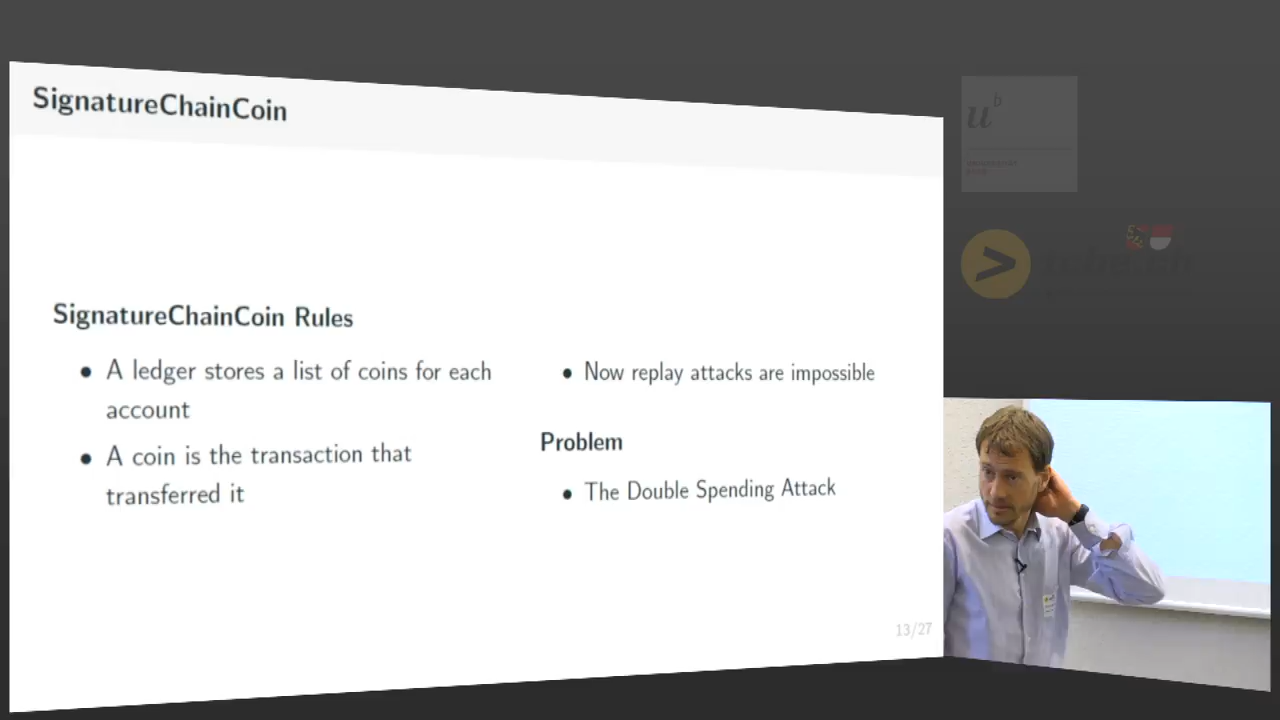 SignatureChainCoin
SignatureChainCoin Rules
• A ledger stores a list of coins for each
account
• A coin is the transaction that
transferred it
• Now replay attacks are impossible
Problem
• The Double Spending Attack
13/27
u^b